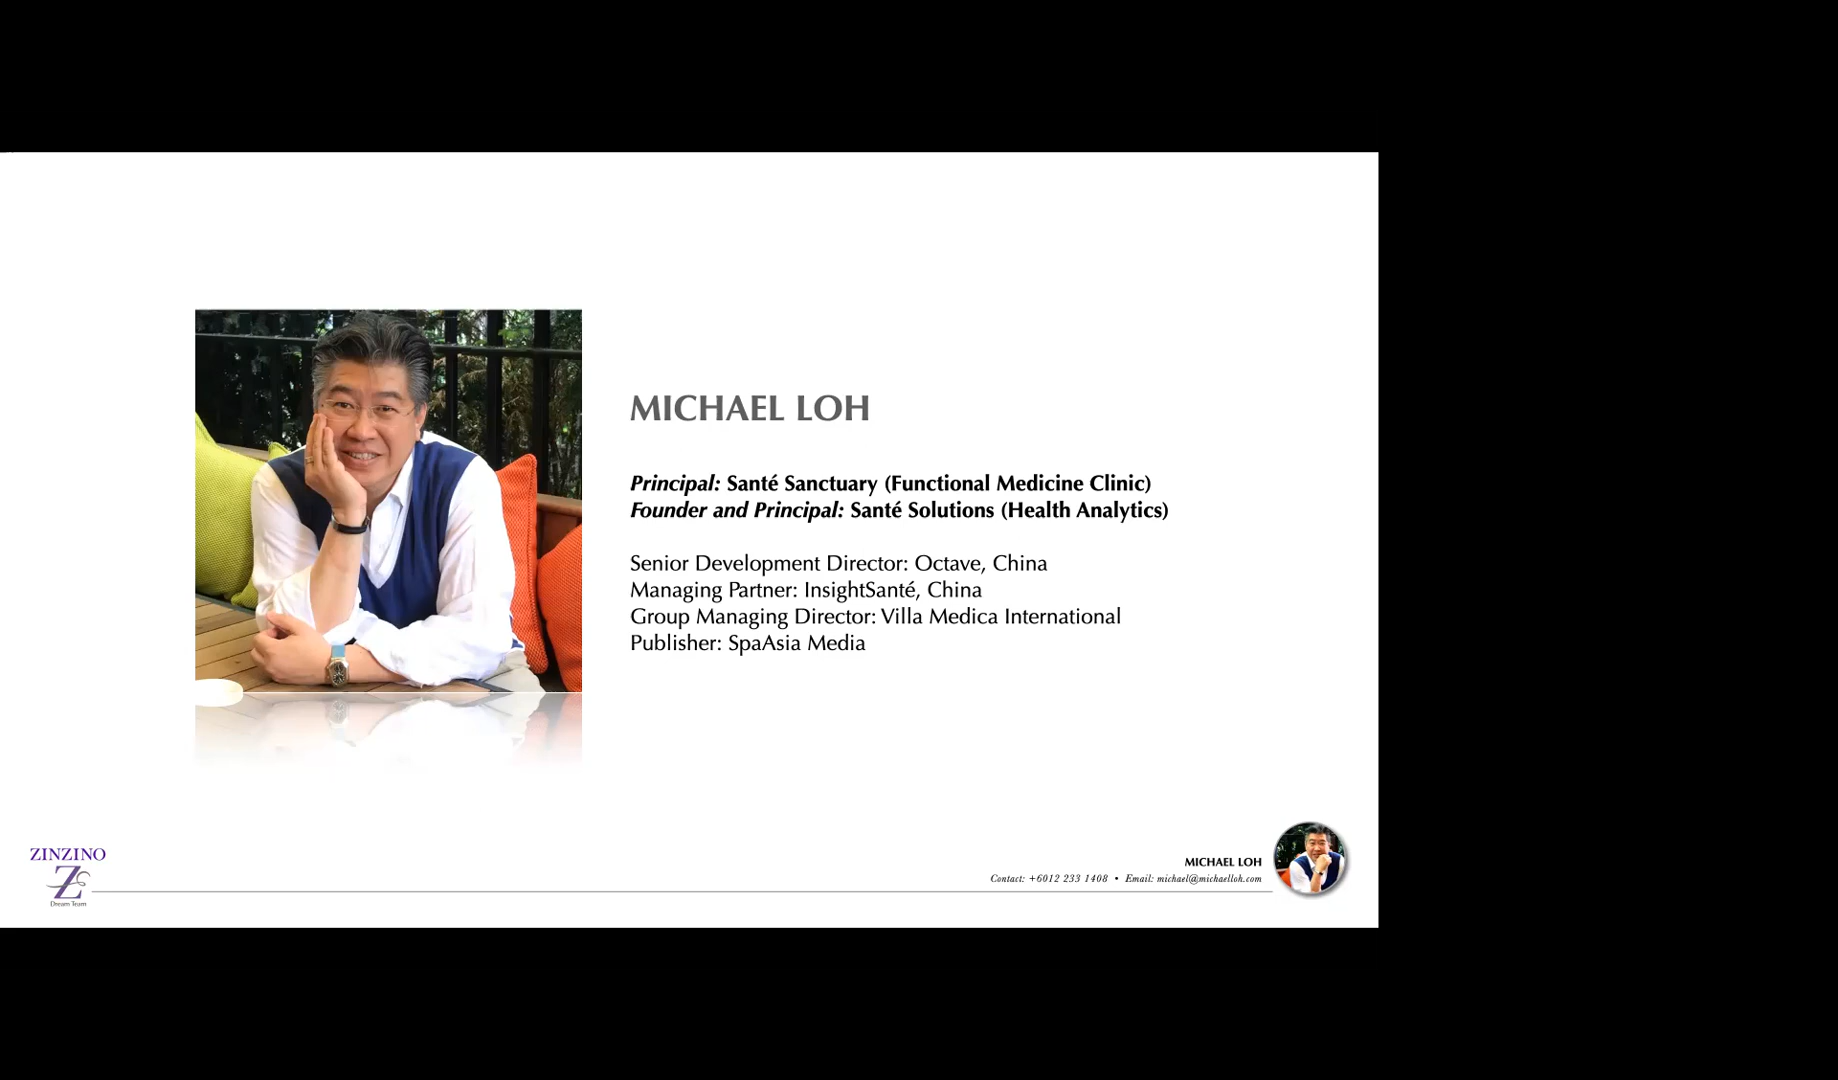 MICHAEL LOH
Principal: Santé Sanctuary (Functional Medicine Clinic)
Founder and Principal: Santé Solutions (Health Analytics)
Senior Development Director: Octave, China
Managing Partner: InsightSanté, China
Group Managing Director: Villa Medica International
Publisher: SpaAsia Media
ZINZINO
Z
Dream Team
MICHAEL LOH
Contact: +6012 233 1408 • Email: michael@michaelloh.com